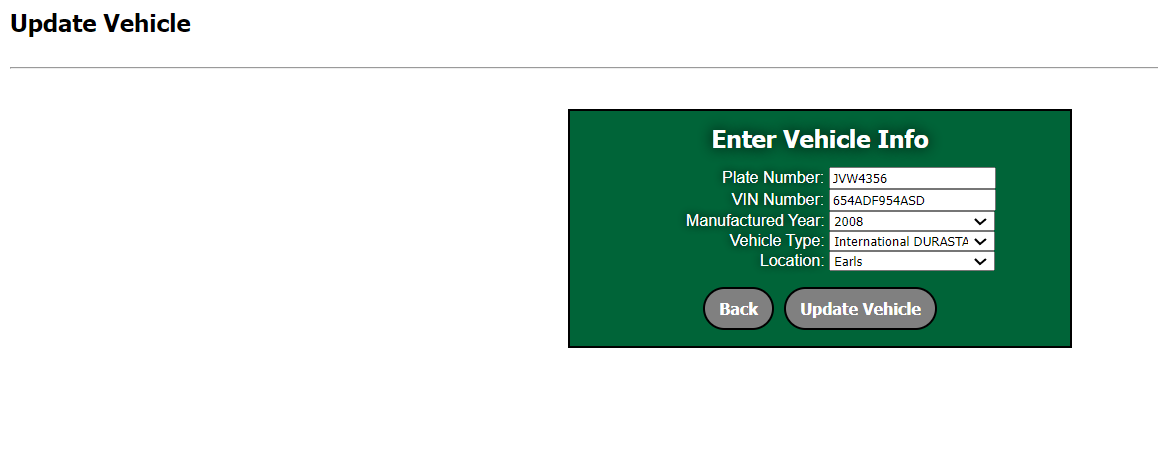 Update Vehicle
Enter Vehicle Info
Plate Number: JVW4356
VIN Number: 654ADF954ASD
Manufactured Year: 2008
Vehicle Type: International DURASTA
Location: Earls
Back Update Vehicle